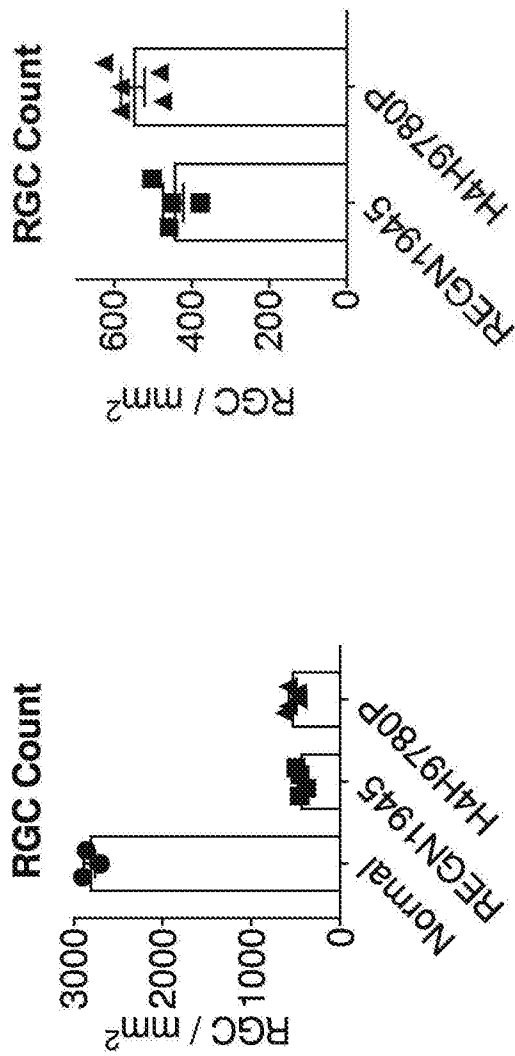 RGC Count
RGC / mm²
3000
2000
1000
0
Normal
REGN1945
H4H9780P
RGC Count
RGC / mm²
600
400
200
0
REGN1945
H4H9780P